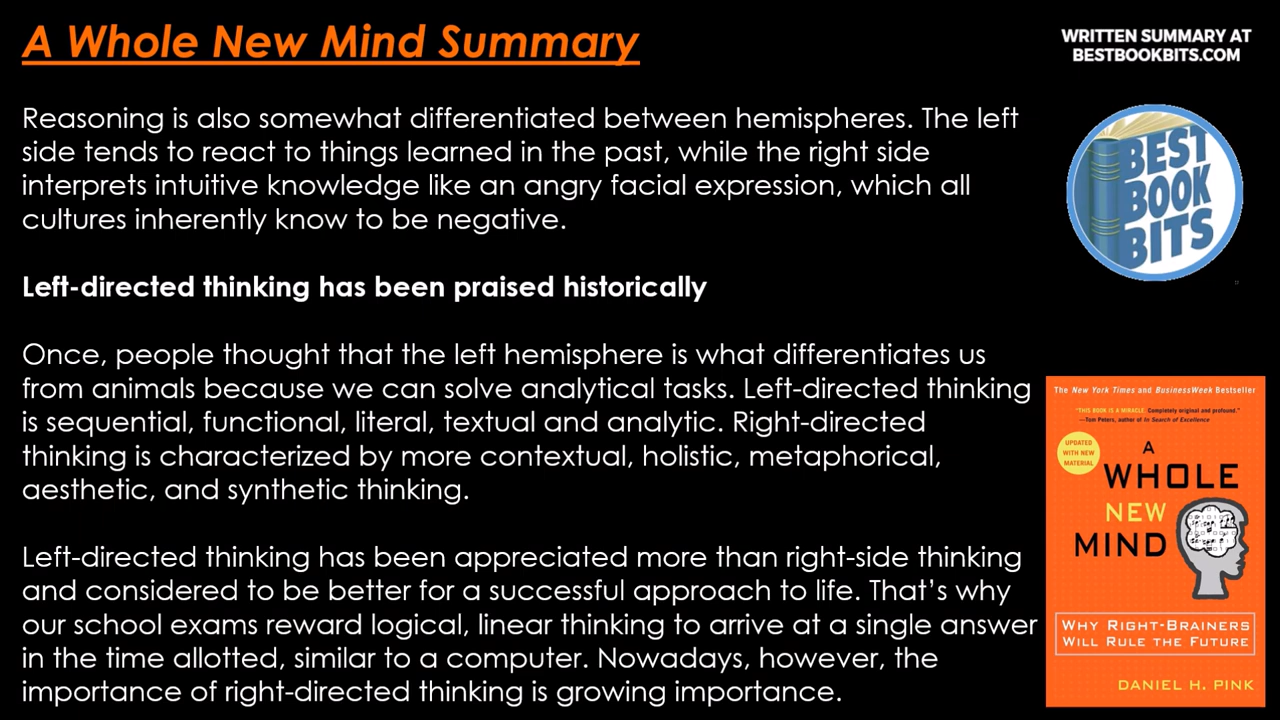 A Whole New Mind Summary
WRITTEN SUMMARY AT
BESTBOOKBITS.COM
Reasoning is also somewhat differentiated between hemispheres. The left
side tends to react to things learned in the past, while the right side
interprets intuitive knowledge like an angry facial expression, which all
cultures inherently know to be negative.
Left-directed thinking has been praised historically
Once, people thought that the left hemisphere is what differentiates us
from animals because we can solve analytical tasks. Left-directed thinking
is sequential, functional, literal, textual and analytic. Right-directed
thinking is characterized by more contextual, holistic, metaphorical,
aesthetic, and synthetic thinking.
Left-directed thinking has been appreciated more than right-side thinking
and considered to be better for a successful approach to life. That's why
our school exams reward logical, linear thinking to arrive at a single answer
in the time allotted, similar to a computer. Nowadays, however, the
importance of right-directed thinking is growing importance.
BEST
BOOK
BITS
The New York Times and BusinessWeek Bestseller
"THIS BOOK IS A MIRACLE. Completely original and profound."
—Tom Peters, author of In Search of Excellence
UPDATED
WITH NEW
MATERIAL
A
WHOLE
NEW
MIND
WHY RIGHT-BRAINERS
WILL RULE THE FUTURE
DANIEL H. PINK